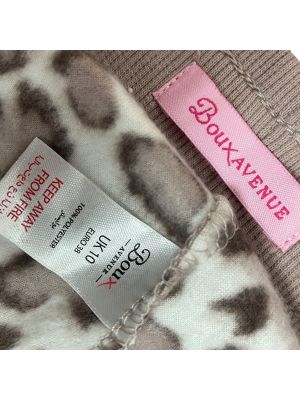 BOUXAVENUE
Boux
AVENUE
UK 10
EURO 38
100% POLYESTER
KEEP AWAY
FROM FIRE